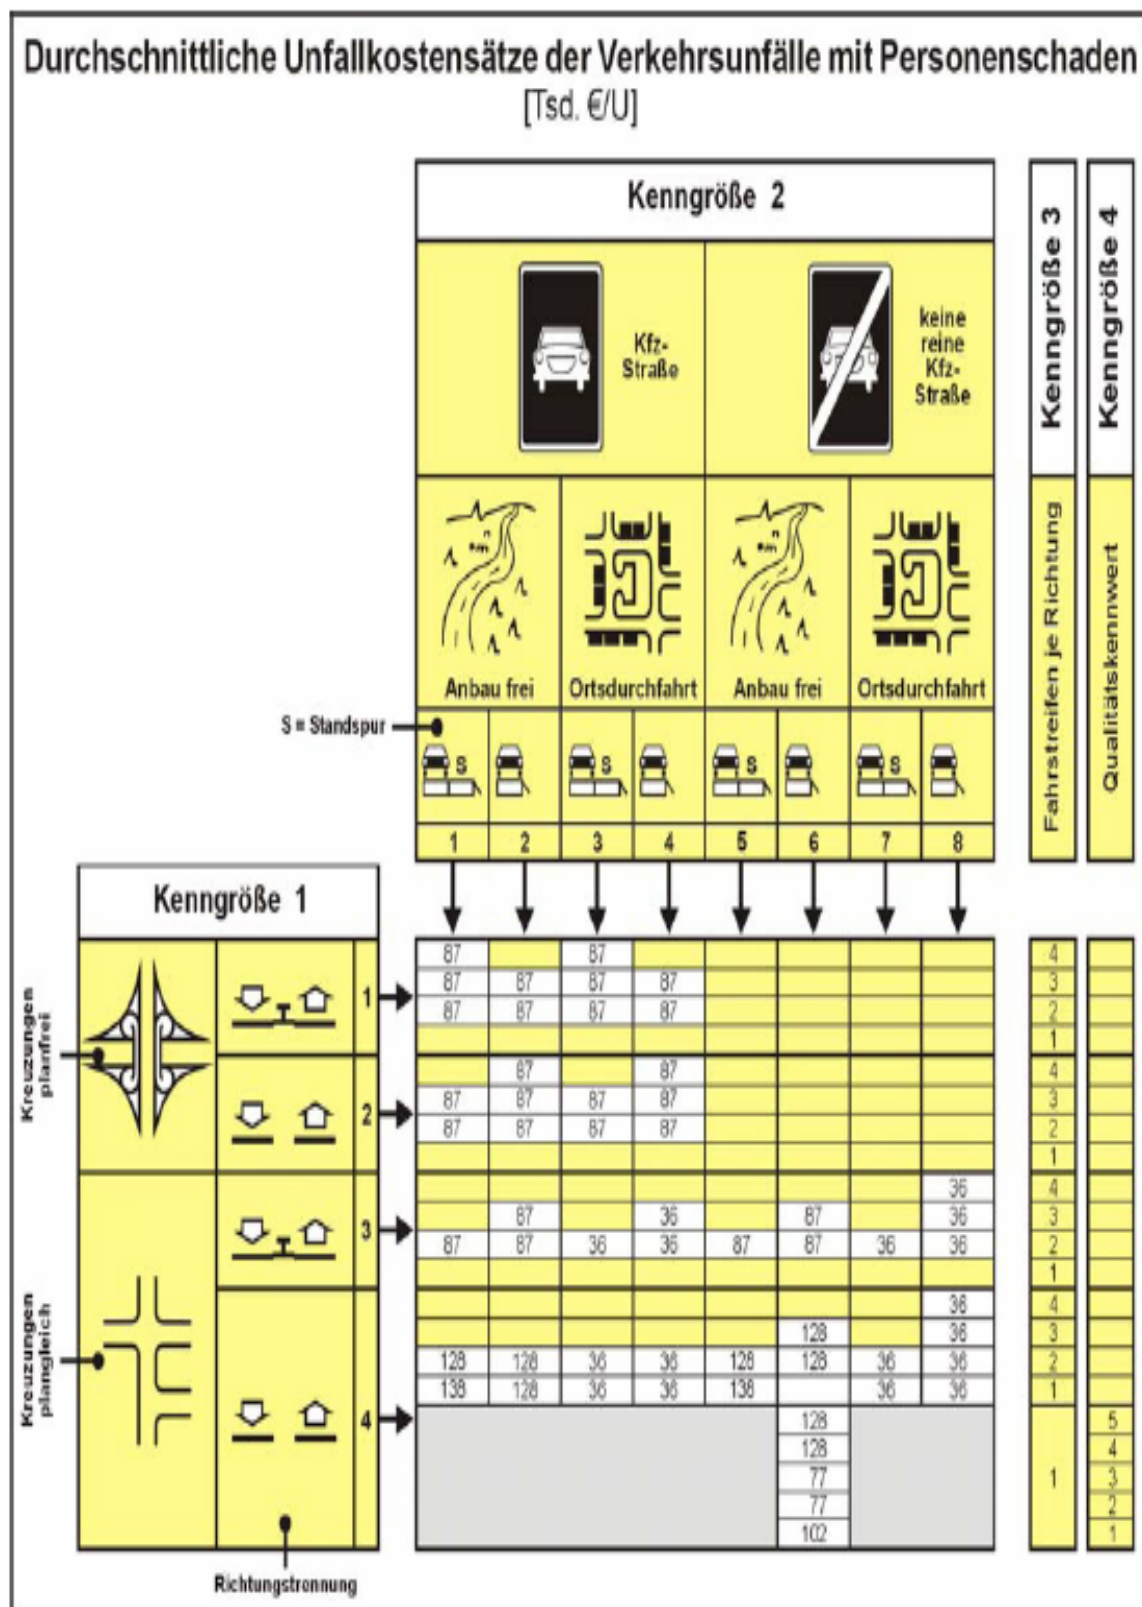 Durchschnittliche Unfallkostensätze der Verkehrsunfälle mit Personenschaden
[Tsd. €/U]
Kenngröße 2
Kenngröße 3
Kenngröße 4
Kfz-
Straße
keine
reine
Kfz-
Straße
Fahrstreifen je Richtung
Qualitätskennwert
Anbau frei
Ortsdurchfahrt
Anbau frei
Ortsdurchfahrt
S = Standspur
S S S S
1 2 3 4 5 6 7 8
Kenngröße 1
Kreuzungen
planfrei
1
87 87 4
87 87 87 87 3
87 87 87 87 2
1
2
87 87 4
87 87 87 87 3
87 87 87 87 2
1
Kreuzungen
plangleich
3
36 4
87 36 87 36 3
87 87 36 36 87 87 36 36 2
1
4
36 4
128 36 3
128 128 36 36 128 128 36 36 2
138 128 36 36 138 36 36 1
128 5
128 4
77 1 3
77 2
102 1
Richtungstrennung